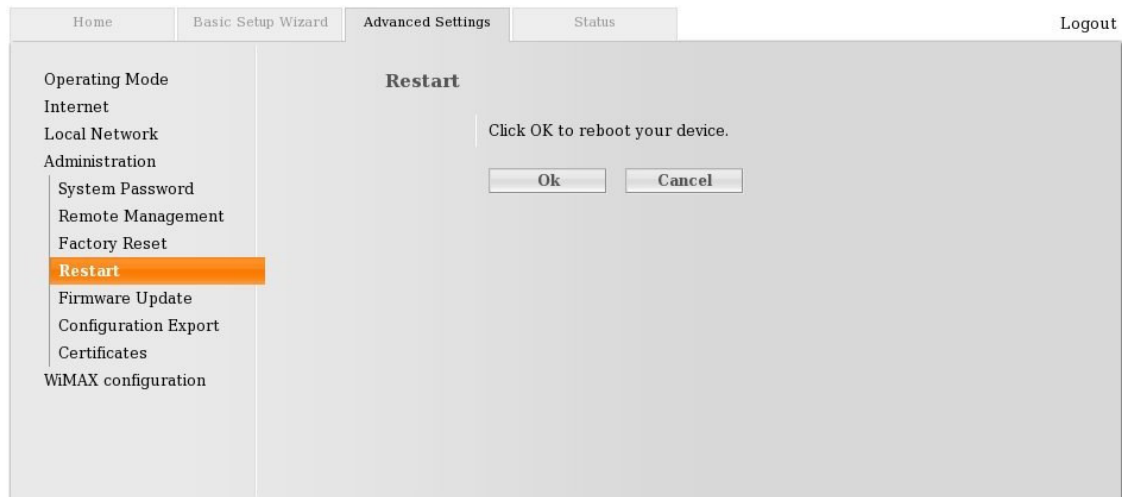 Home Basic Setup Wizard Advanced Settings Status Logout
Operating Mode
Internet
Local Network
Administration
System Password
Remote Management
Factory Reset
Restart
Firmware Update
Configuration Export
Certificates
WiMAX configuration
Restart
Click OK to reboot your device.
Ok Cancel